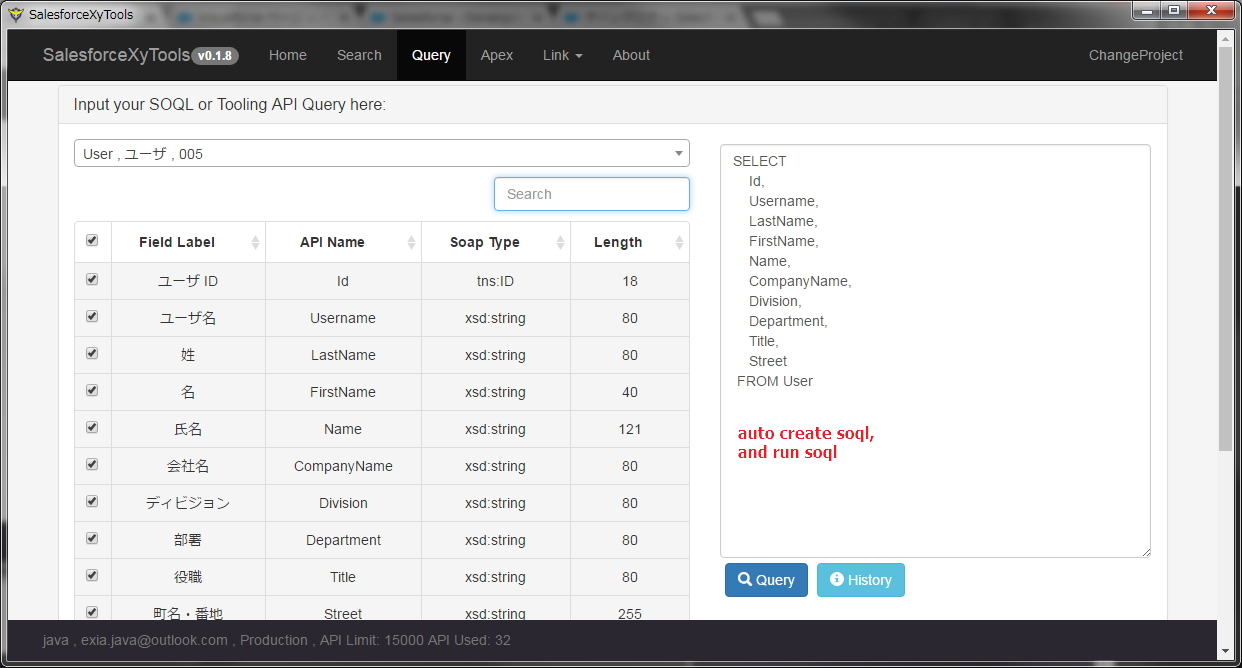 SalesforceXyTools
SalesforceXyTools v0.1.8 Home Search Query Apex Link About ChangeProject
Input your SOQL or Tooling API Query here:
User , ユーザ , 005
Search
Field Label API Name Soap Type Length
ユーザ ID Id tns:ID 18
ユーザ名 Username xsd:string 80
姓 LastName xsd:string 80
名 FirstName xsd:string 40
氏名 Name xsd:string 121
会社名 CompanyName xsd:string 80
ディビジョン Division xsd:string 80
部署 Department xsd:string 80
役職 Title xsd:string 80
町名・番地 Street xsd:string 255
SELECT
Id,
Username,
LastName,
FirstName,
Name,
CompanyName,
Division,
Department,
Title,
Street
FROM User
auto create soql,
and run soql
Query History
java , exia.java@outlook.com , Production , API Limit: 15000 API Used: 32